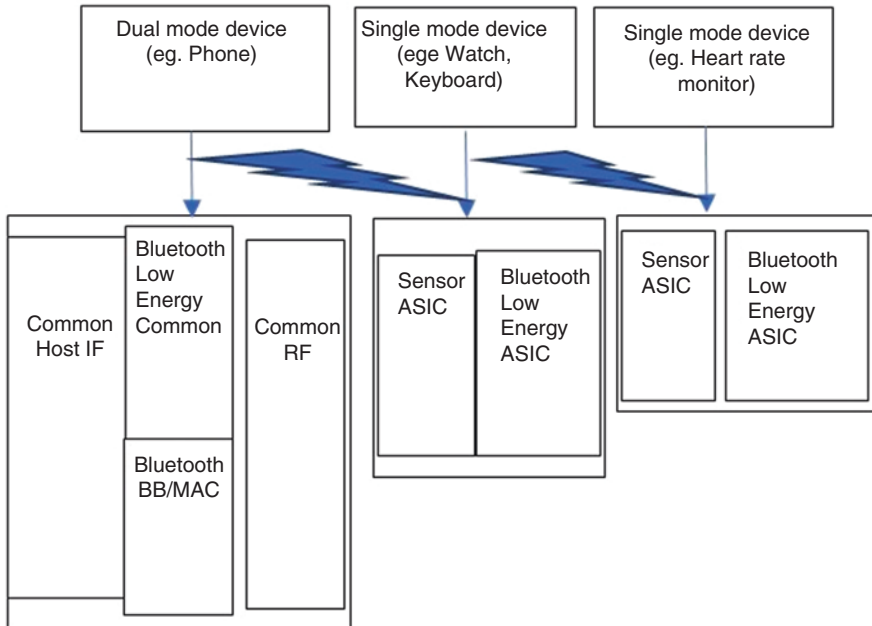 Dual mode device
(eg. Phone)
Single mode device
(ege Watch,
Keyboard)
Single mode device
(eg. Heart rate
monitor)
Common
Host IF
Bluetooth
Low
Energy
Common
Bluetooth
BB/MAC
Common
RF
Sensor
ASIC
Bluetooth
Low
Energy
ASIC
Sensor
ASIC
Bluetooth
Low
Energy
ASIC